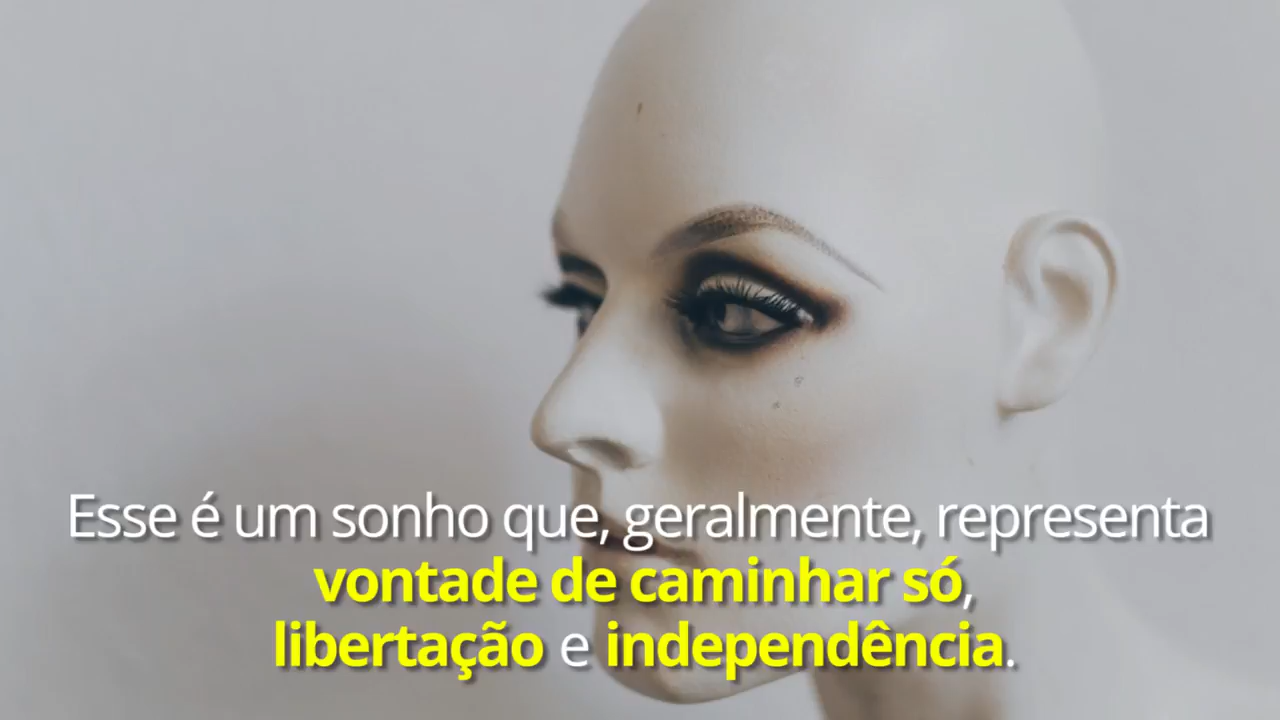 Esse é um sonho que, geralmente, representa
vontade de caminhar só,
libertação e independência.